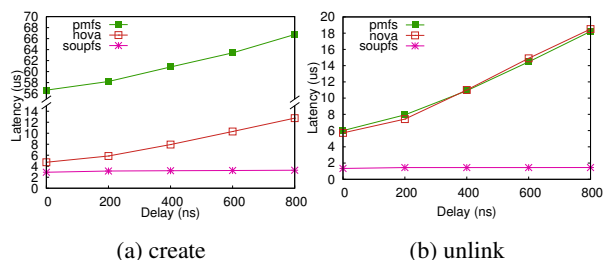 70
68
66
64
62
60
58
56
14
12
10
8
6
4
2
0
Latency (us)
pmfs
nova
soupfs
0 200 400 600 800
Delay (ns)
(a) create
20
18
16
14
12
10
8
6
4
2
0
Latency (us)
pmfs
nova
soupfs
0 200 400 600 800
Delay (ns)
(b) unlink